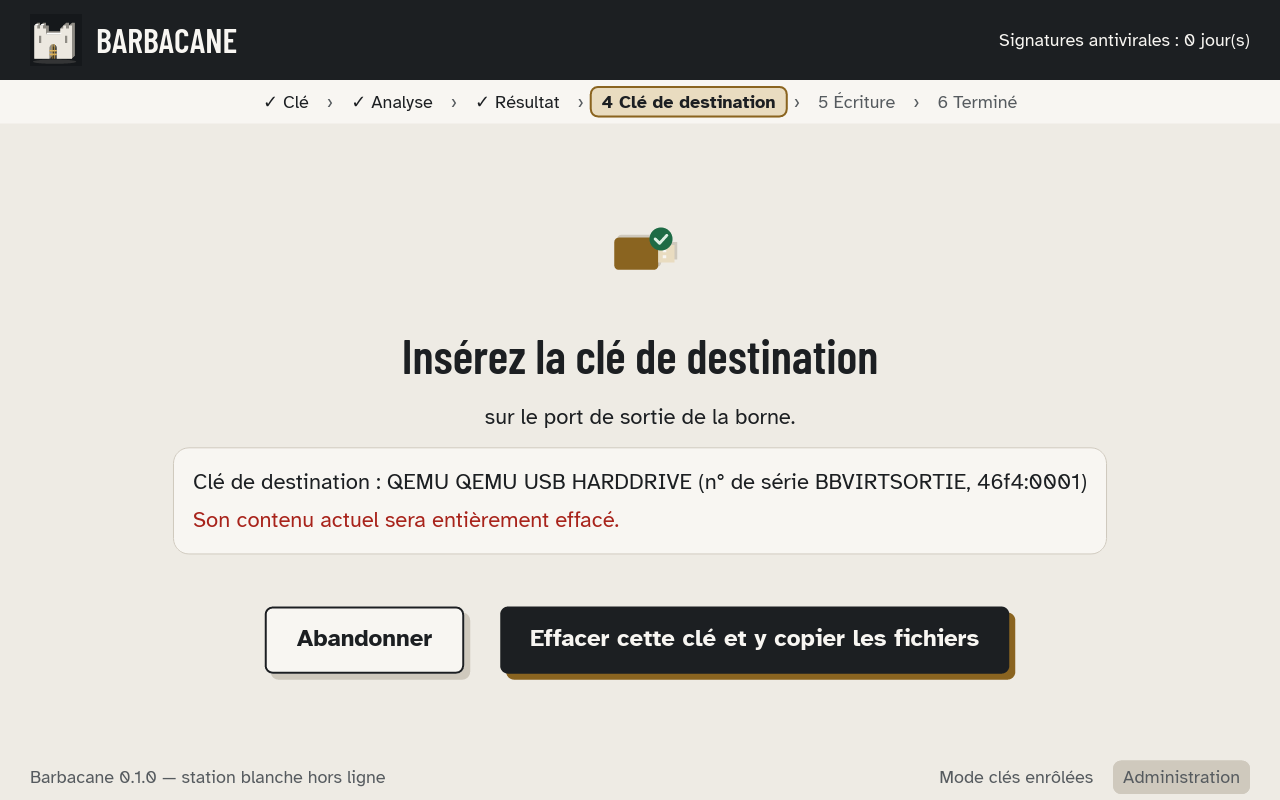 BARBACANE
Signatures antivirales : 0 jour(s)
✓ Clé › ✓ Analyse › ✓ Résultat › 4 Clé de destination › 5 Écriture › 6 Terminé
Insérez la clé de destination
sur le port de sortie de la borne.
Clé de destination : QEMU QEMU USB HARDDRIVE (n° de série BBVIRTSORTIE, 46f4:0001)
Son contenu actuel sera entièrement effacé.
Abandonner
Effacer cette clé et y copier les fichiers
Barbacane 0.1.0 — station blanche hors ligne
Mode clés enrôlées
Administration